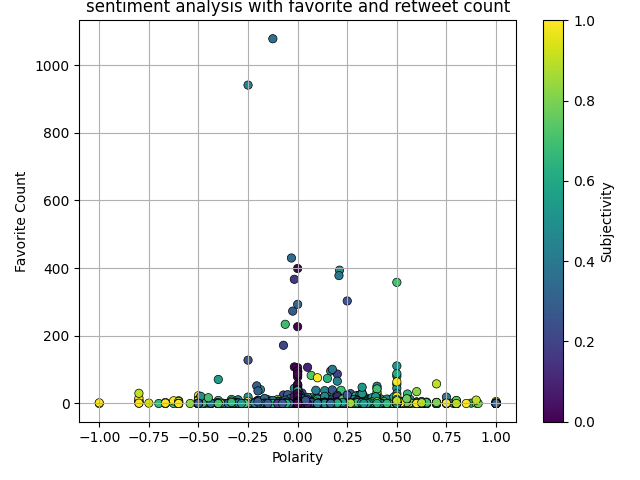 sentiment analysis with favorite and retweet count
Favorite Count
1000
800
600
400
200
0
−1.00 −0.75 −0.50 −0.25 0.00 0.25 0.50 0.75 1.00
Polarity
1.0
0.8
0.6
0.4
0.2
0.0
Subjectivity